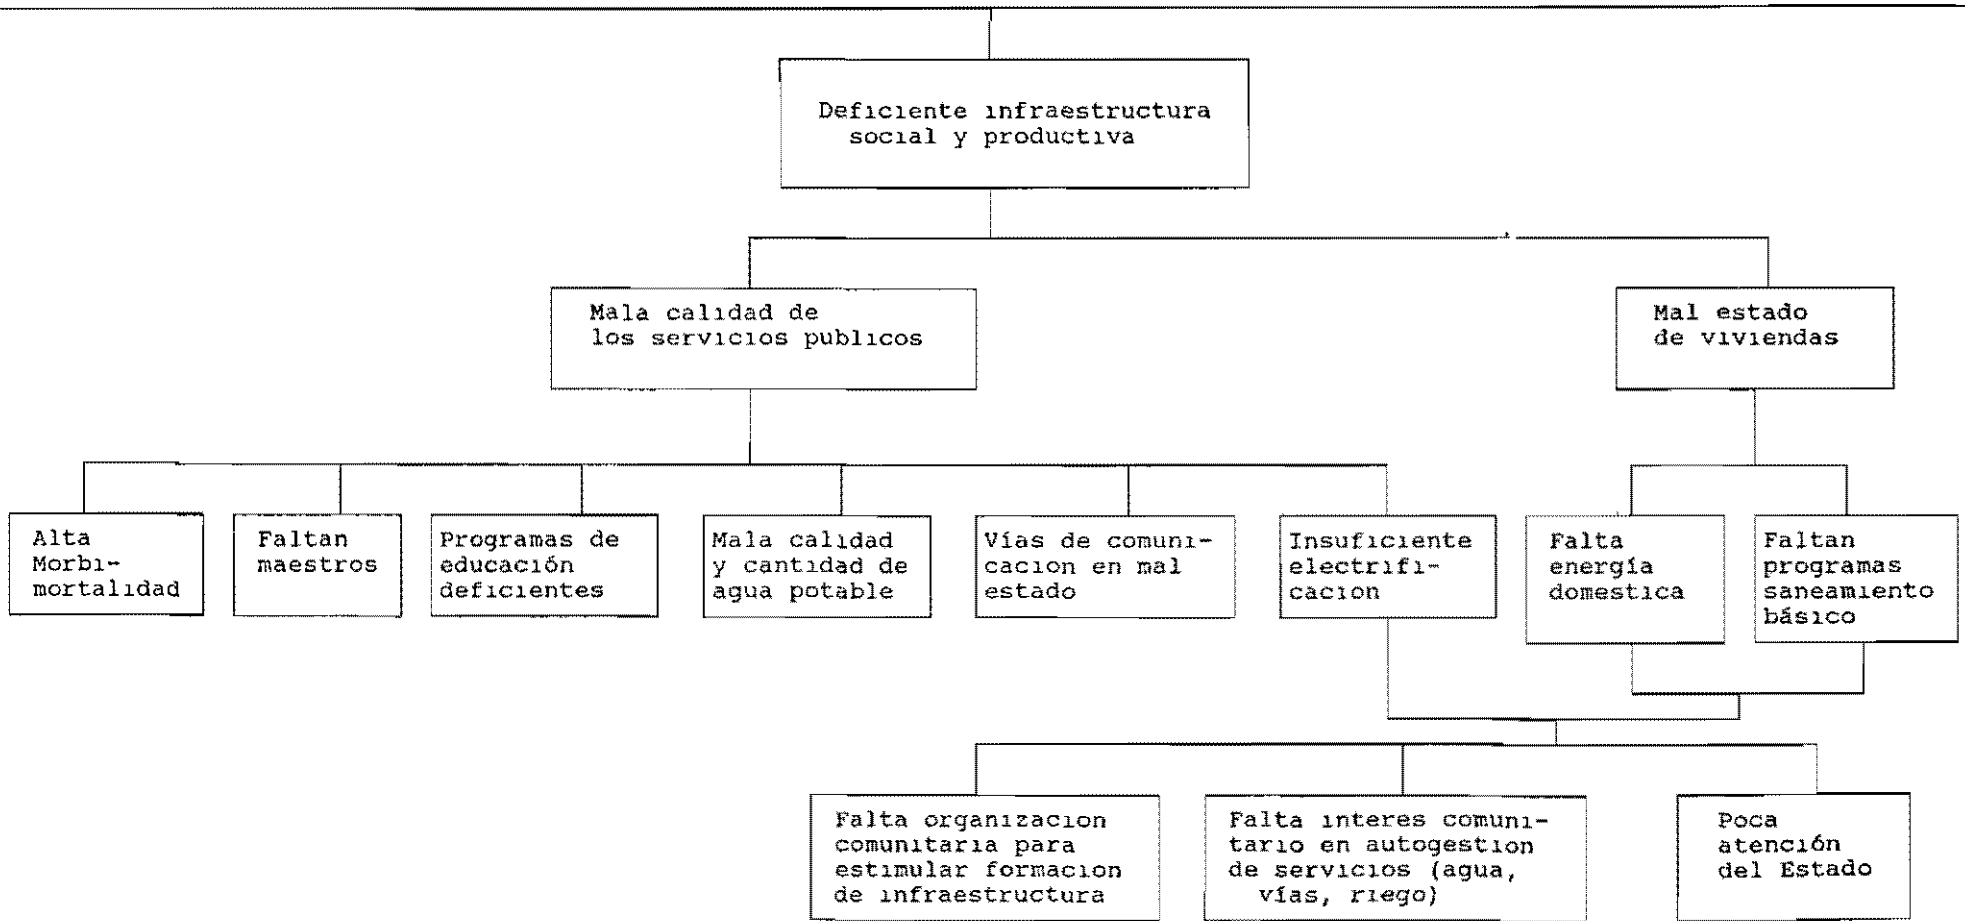 Deficiente infraestructura
social y productiva
Mala calidad de
los servicios publicos
Mal estado
de viviendas
Alta
Morbi-
mortalidad
Faltan
maestros
Programas de
educación
deficientes
Mala calidad
y cantidad de
agua potable
Vías de comuni-
cacion en mal
estado
Insuficiente
electrifi-
cacion
Falta
energía
domestica
Faltan
programas
saneamiento
básico
Falta organizacion
comunitaria para
estimular formacion
de infraestructura
Falta interes comuni-
tario en autogestion
de servicios (agua,
vías, riego)
Poca
atención
del Estado